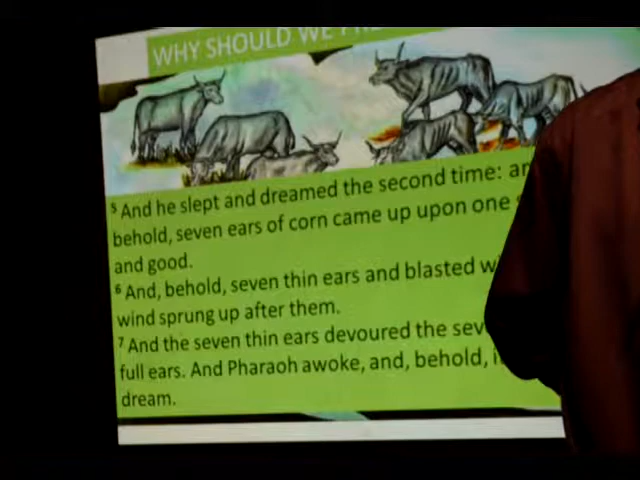 WHY SHOULD WE
5 And he slept and dreamed the second time:
behold, seven ears of corn came up upon one
and good.
6 And, behold, seven thin ears and blasted
wind sprung up after them.
7 And the seven thin ears devoured the
full ears. And Pharaoh awoke, and, behold,
dream.